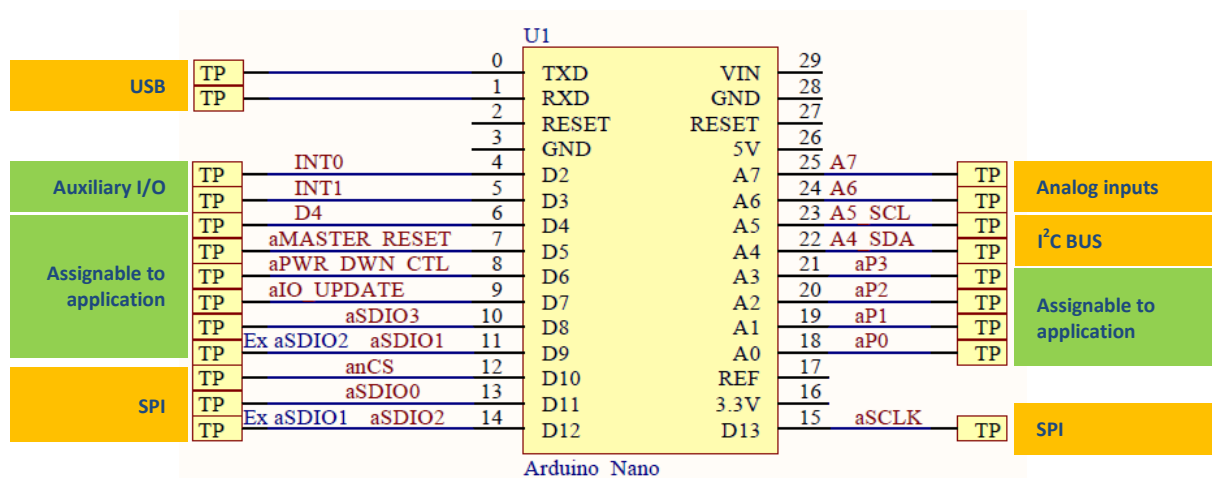 U1
0 29
TP TXD VIN
USB
1 28
TP RXD GND
2 27
RESET RESET
3 26
GND 5V
INT0 4 25 A7
TP D2 A7 TP
Auxiliary I/O Analog inputs
INT1 5 24 A6
TP D3 A6 TP
D4 6 23 A5 SCL
TP D4 A5 TP
I²C BUS
aMASTER RESET 7 22 A4 SDA
TP D5 A4 TP
aPWR DWN CTL 8 21 aP3
TP D6 A3 TP
Assignable to
application
aIO UPDATE 9 20 aP2
TP D7 A2 TP
Assignable to
application
aSDIO3 10 19 aP1
TP D8 A1 TP
Ex aSDIO2 aSDIO1 11 18 aP0
TP D9 A0 TP
anCS 12 17
TP D10 REF
SPI
aSDIO0 13 16
TP D11 3.3V
Ex aSDIO1 aSDIO2 14 15 aSCLK
TP D12 D13 TP SPI
Arduino Nano